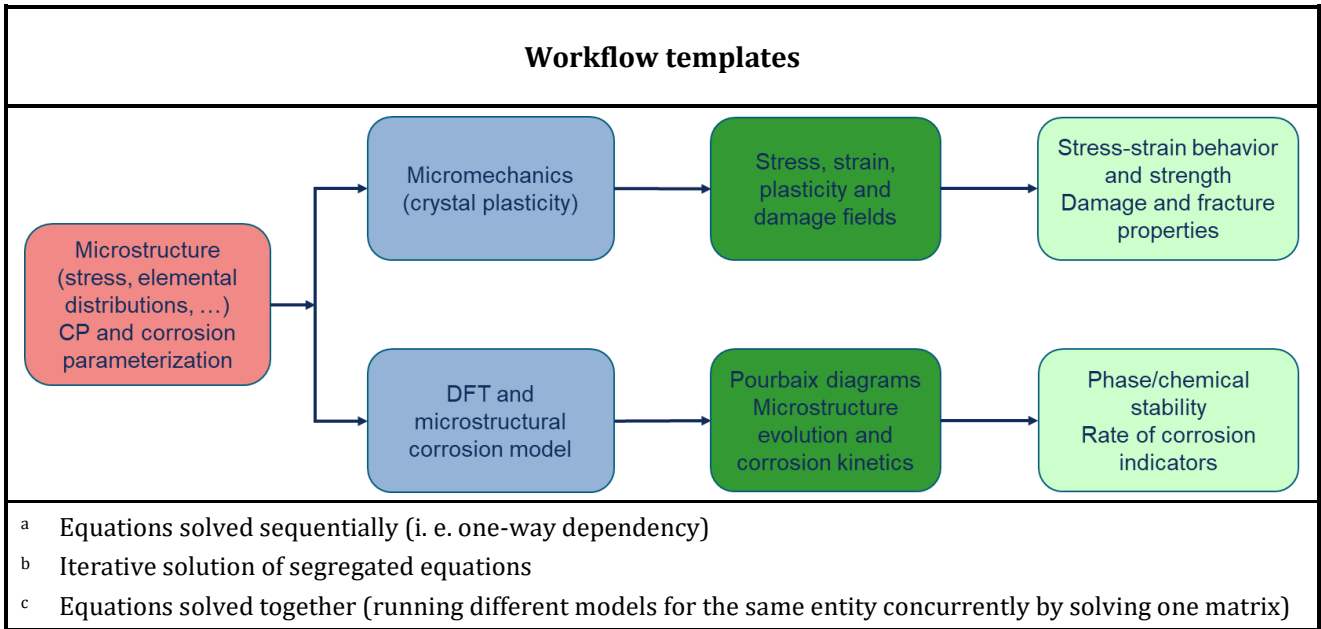 Workflow templates
Microstructure
(stress, elemental
distributions, …)
CP and corrosion
parameterization
Micromechanics
(crystal plasticity)
Stress, strain,
plasticity and
damage fields
Stress-strain behavior
and strength
Damage and fracture
properties
DFT and
microstructural
corrosion model
Pourbaix diagrams
Microstructure
evolution and
corrosion kinetics
Phase/chemical
stability
Rate of corrosion
indicators
a Equations solved sequentially (i. e. one-way dependency)
b Iterative solution of segregated equations
c Equations solved together (running different models for the same entity concurrently by solving one matrix)